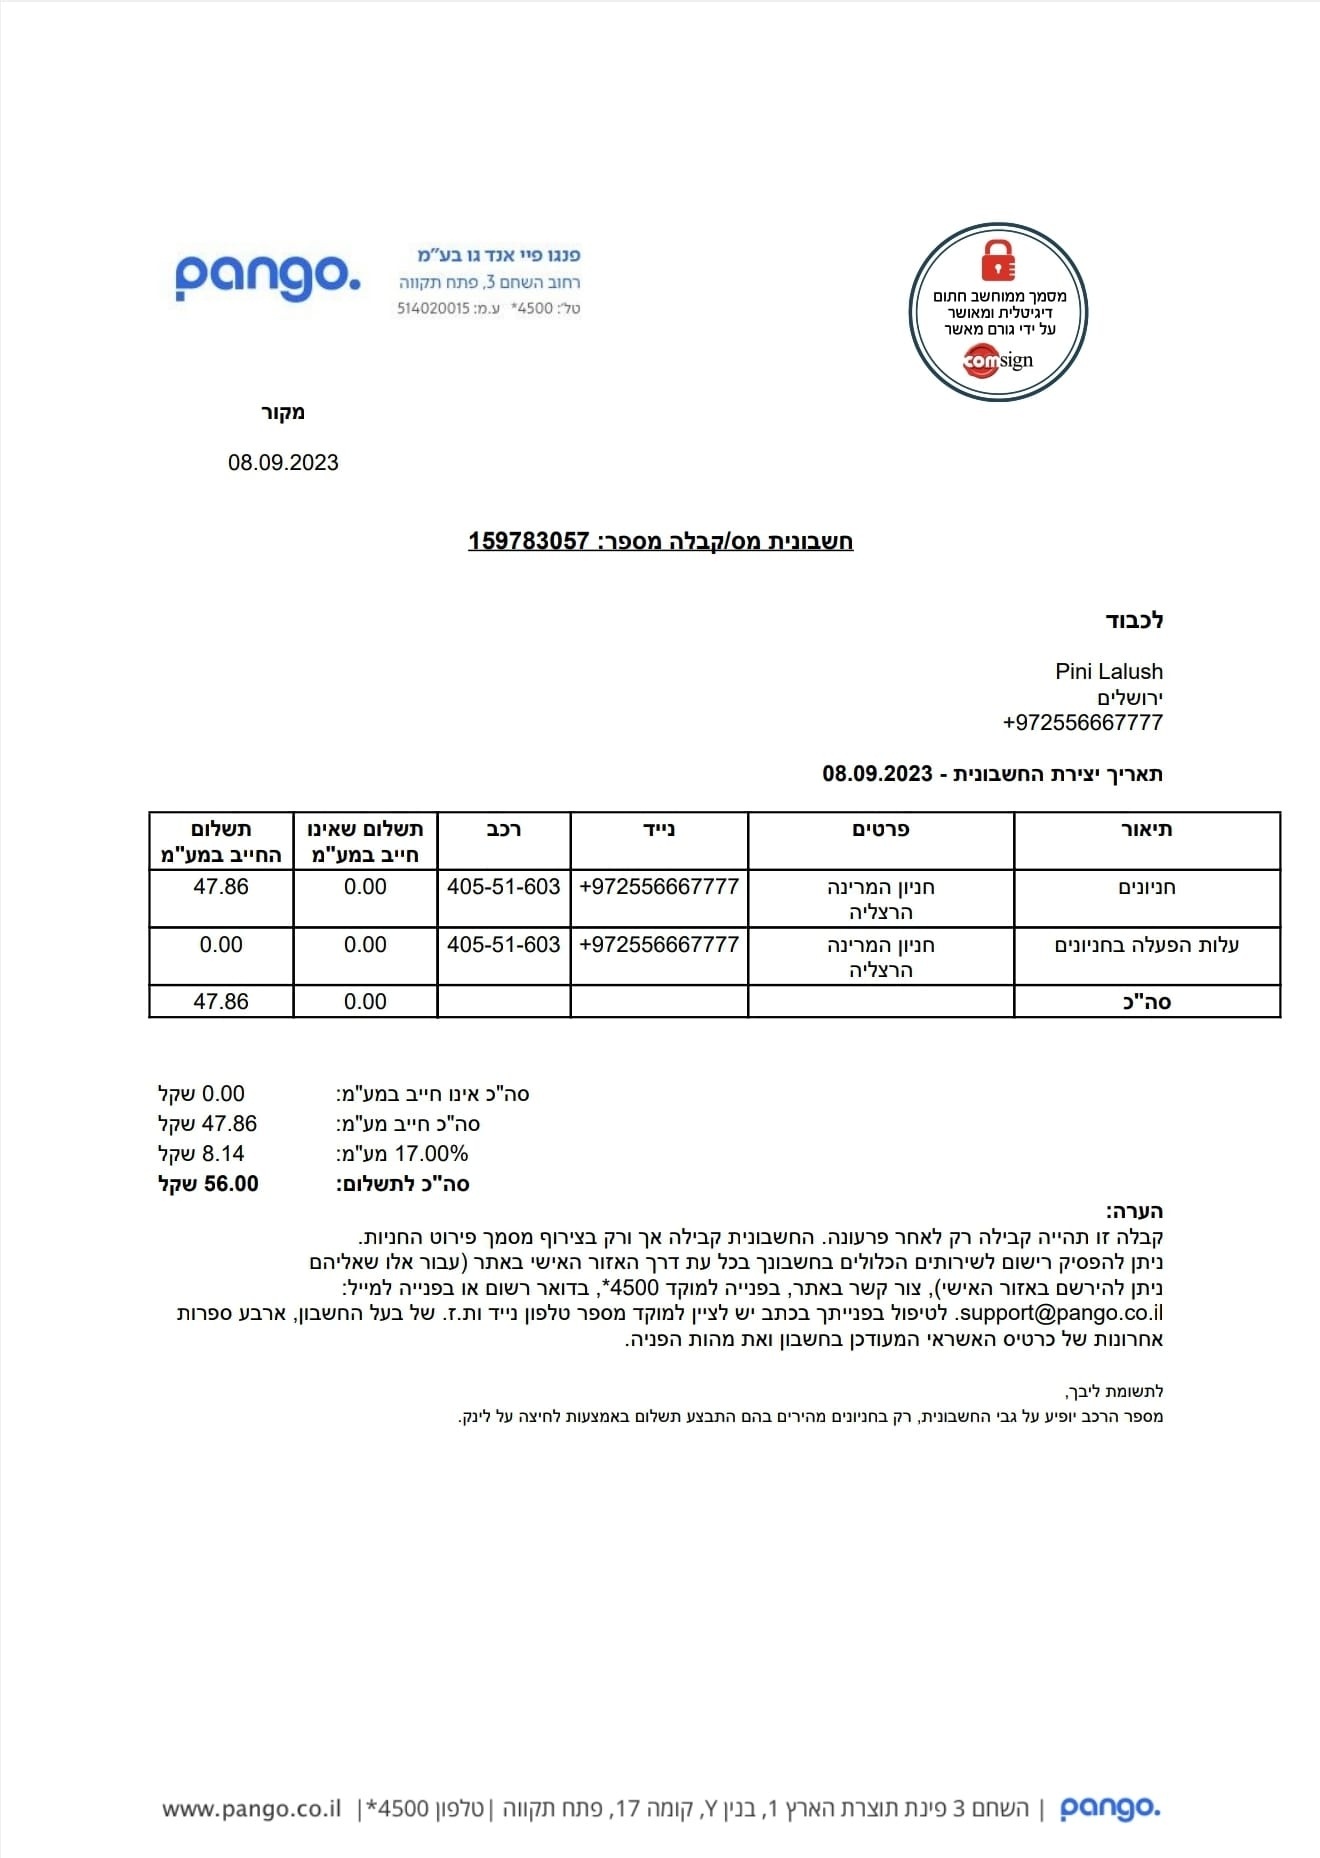 pango.
פנגו פיי אנד גו בע"מ
רחוב השחם 3, פתח תקווה
טל': 4500* ע.מ: 514020015
מסמך ממוחשב חתום
דיגיטלית ומאושר
על ידי גורם מאשר
comsign
מקור
08.09.2023
חשבונית מס/קבלה מספר: 159783057
לכבוד
Pini Lalush
ירושלים
+972556667777
תאריך יצירת החשבונית - 08.09.2023
תיאור פרטים נייד רכב תשלום שאינו חייב במע"מ תשלום החייב במע"מ
חניונים חניון המרינה הרצליה +972556667777 405-51-603 0.00 47.86
עלות הפעלה בחניונים חניון המרינה הרצליה +972556667777 405-51-603 0.00 0.00
סה"כ 0.00 47.86
סה"כ אינו חייב במע"מ: 0.00 שקל
סה"כ חייב מע"מ: 47.86 שקל
17.00% מע"מ: 8.14 שקל
סה"כ לתשלום: 56.00 שקל
הערה:
קבלה זו תהייה קבילה רק לאחר פרעונה. החשבונית קבילה אך ורק בצירוף מסמך פירוט החניות.
ניתן להפסיק רישום לשירותים הכלולים בחשבונך בכל עת דרך האזור האישי באתר (עבור אלו שאליהם
ניתן להירשם באזור האישי), צור קשר באתר, בפנייה למוקד 4500*, בדואר רשום או בפנייה למייל:
support@pango.co.il. לטיפול בפנייתך בכתב יש לציין למוקד מספר טלפון נייד ות.ז. של בעל החשבון, ארבע ספרות
אחרונות של כרטיס האשראי המעודכן בחשבון ואת מהות הפניה.
לתשומת ליבך,
מספר הרכב יופיע על גבי החשבונית, רק בחניונים מהירים בהם התבצע תשלום באמצעות לחיצה על לינק.
pango. | השחם 3 פינת תוצרת הארץ 1, בנין Y, קומה 17, פתח תקווה | טלפון 4500* | www.pango.co.il